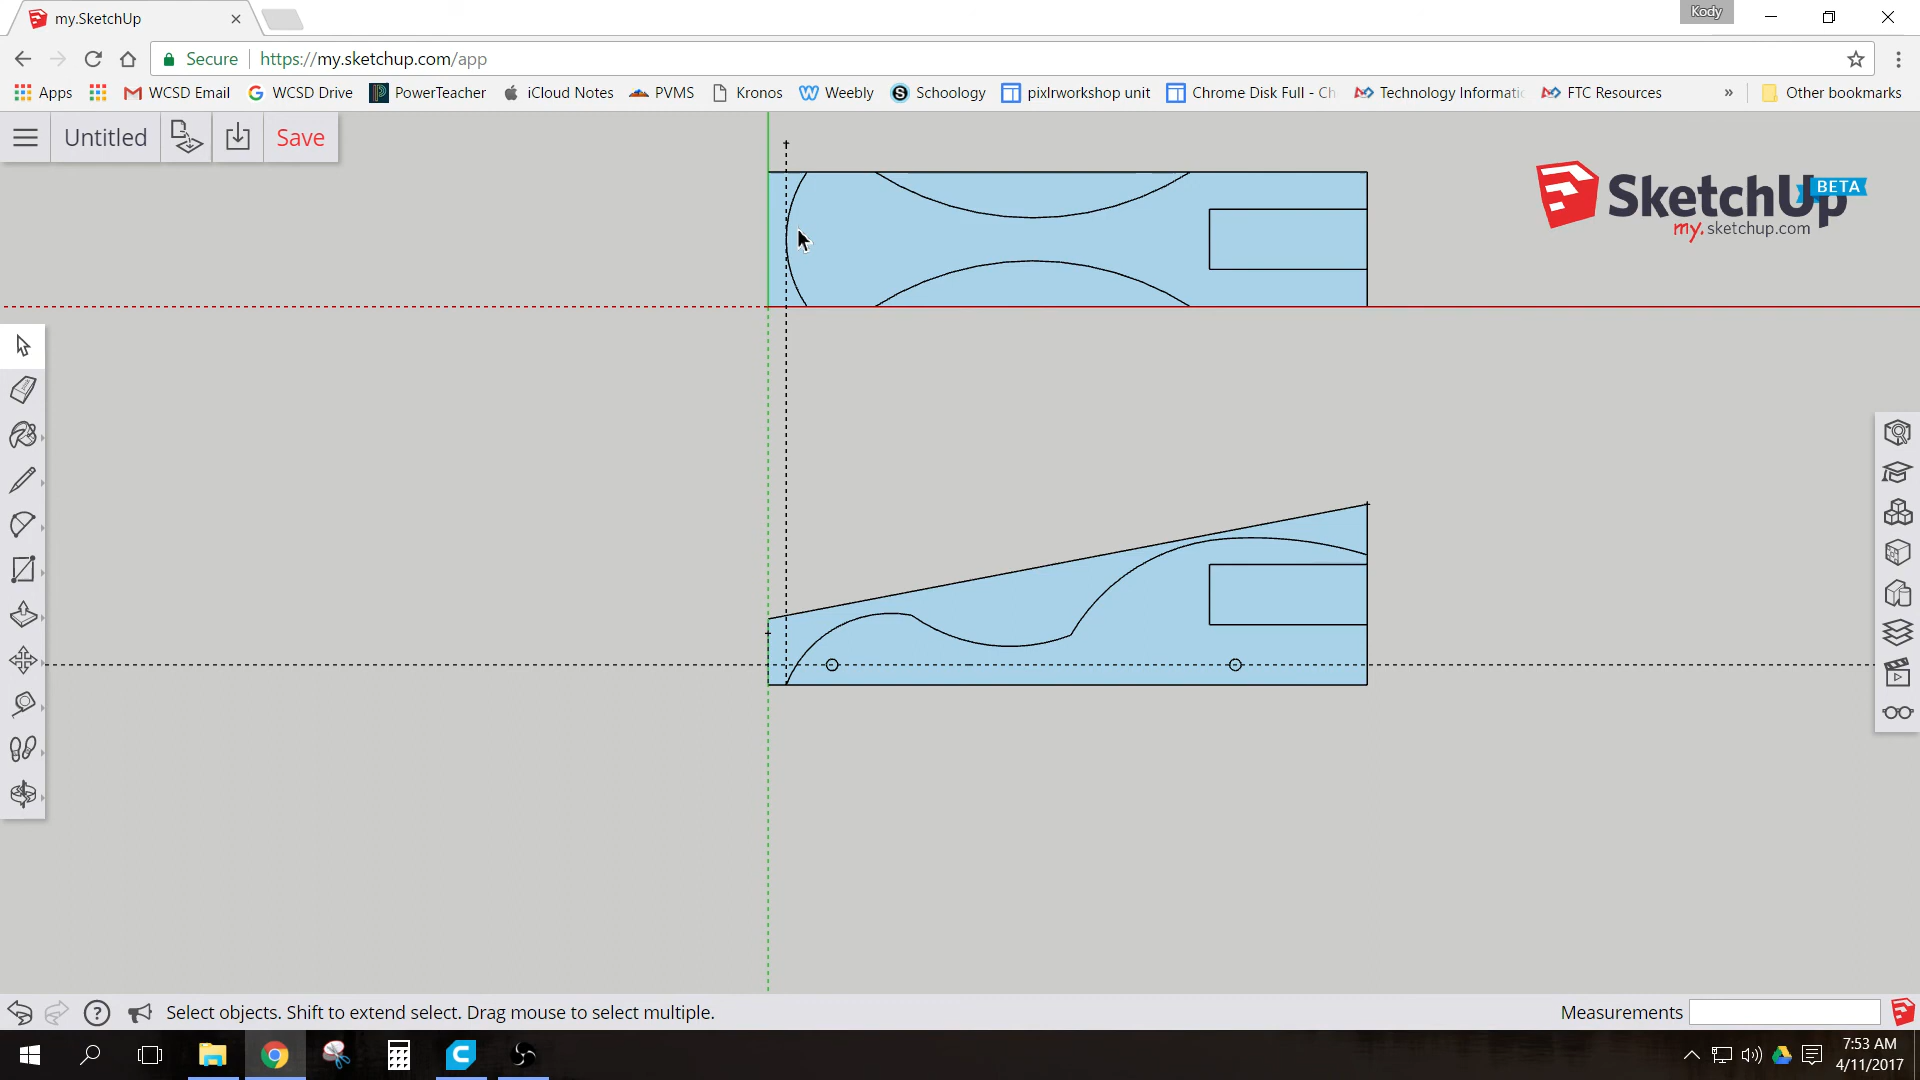 my.SketchUp
Kody
Secure https://my.sketchup.com/app
Apps WCSD Email WCSD Drive PowerTeacher iCloud Notes PVMS Kronos Weebly Schoology pixlrworkshop unit Chrome Disk Full - Ch Technology Informatic FTC Resources » Other bookmarks
Untitled Save
SketchUp BETA
my.sketchup.com
Select objects. Shift to extend select. Drag mouse to select multiple. Measurements
7:53 AM
4/11/2017